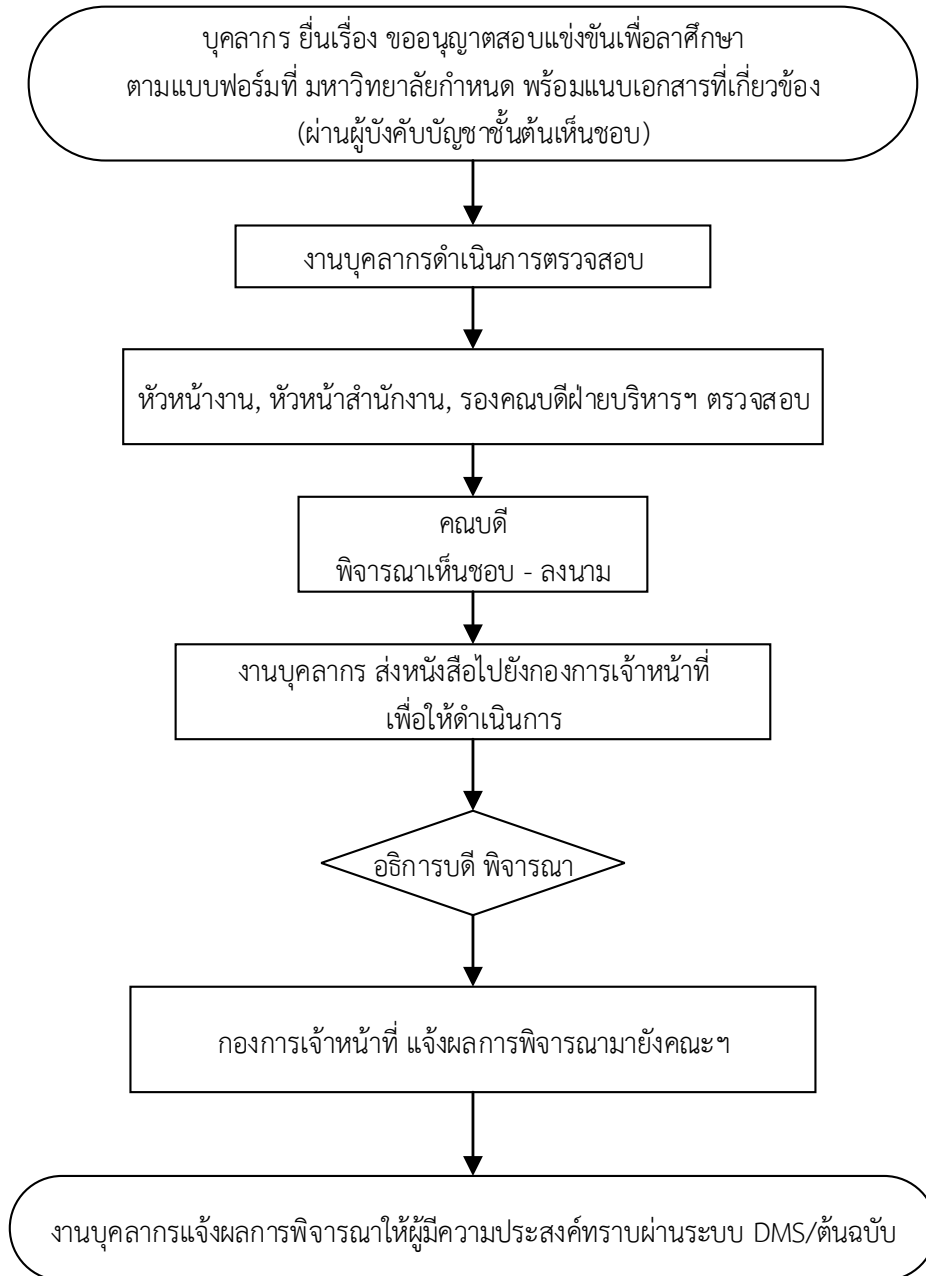 บุคลากร ยื่นเรื่อง ขออนุญาตสอบแข่งขันเพื่อลาศึกษา
ตามแบบฟอร์มที่ มหาวิทยาลัยกำหนด พร้อมแนบเอกสารที่เกี่ยวข้อง
(ผ่านผู้บังคับบัญชาชั้นต้นเห็นชอบ)
งานบุคลากรดำเนินการตรวจสอบ
หัวหน้างาน, หัวหน้าสำนักงาน, รองคณบดีฝ่ายบริหารฯ ตรวจสอบ
คณบดี
พิจารณาเห็นชอบ - ลงนาม
งานบุคลากร ส่งหนังสือไปยังกองการเจ้าหน้าที่
เพื่อให้ดำเนินการ
อธิการบดี พิจารณา
กองการเจ้าหน้าที่ แจ้งผลการพิจารณามายังคณะฯ
งานบุคลากรแจ้งผลการพิจารณาให้ผู้มีความประสงค์ทราบผ่านระบบ DMS/ต้นฉบับ